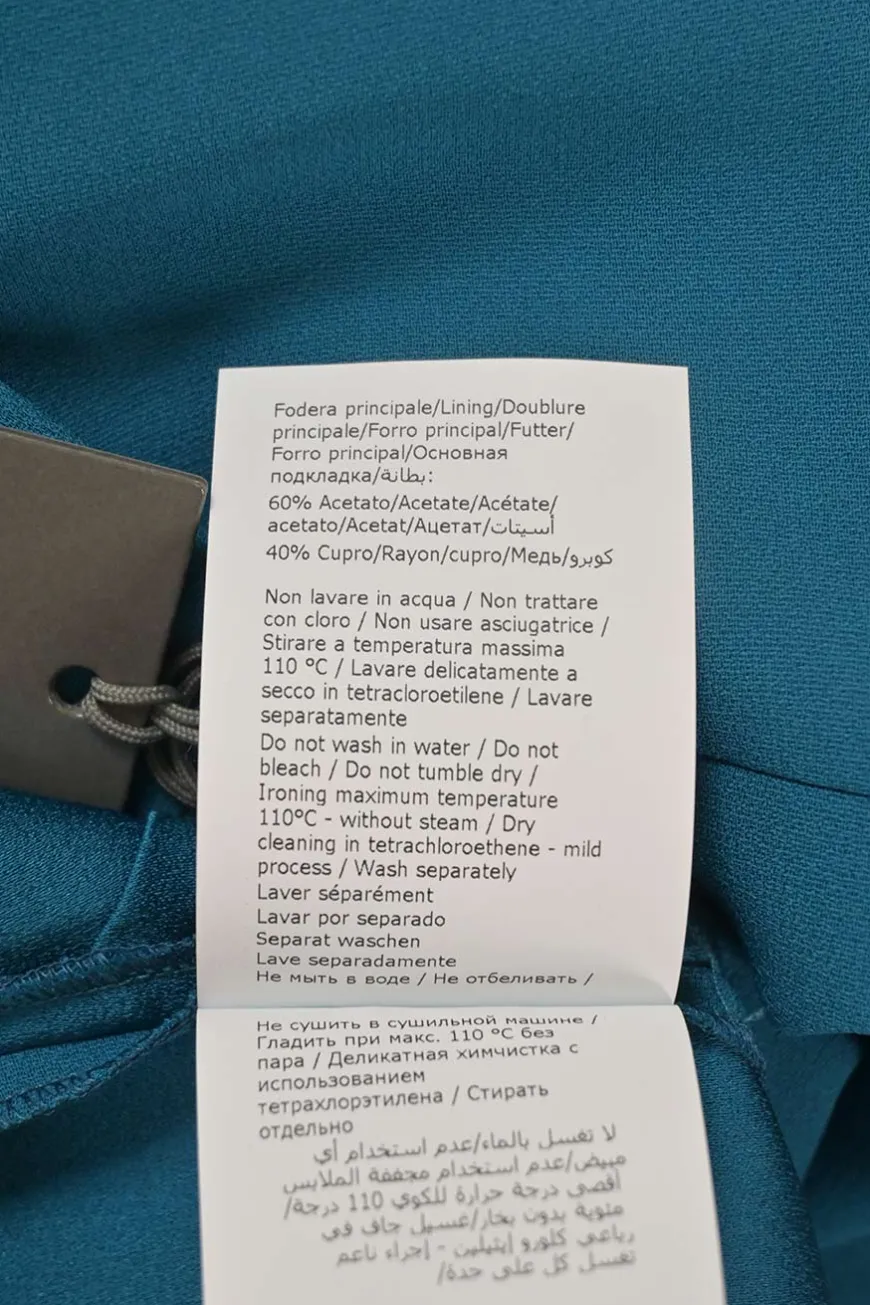 Fodera principale/Lining/Doublure
principale/Forro principal/Futter/
Forro principal/Основная
подкладка/بطانة:
60% Acetato/Acetate/Acétate/
acetato/Acetat/Ацетат/أسيتات
40% Cupro/Rayon/cupro/Медь/كوبرو
Non lavare in acqua / Non trattare
con cloro / Non usare asciugatrice /
Stirare a temperatura massima
110 °C / Lavare delicatamente a
secco in tetracloroetilene / Lavare
separatamente
Do not wash in water / Do not
bleach / Do not tumble dry /
Ironing maximum temperature
110°C - without steam / Dry
cleaning in tetrachloroethene - mild
process / Wash separately
Laver séparément
Lavar por separado
Separat waschen
Lave separadamente
Не мыть в воде / Не отбеливать /
Не сушить в сушильной машине /
Гладить при макс. 110 °C без
пара / Деликатная химчистка с
использованием
тетрахлорэтилена / Стирать
отдельно
لا تغسل بالماء/عدم استخدام أي
مبيض/عدم استخدام مجففة الملابس
أقصى درجة حرارة للكوي 110 درجة/
مئوية بدون بخار/غسيل جاف في
رباعي كلورو إيثيلين - إجراء ناعم
تغسل كل على حدة/